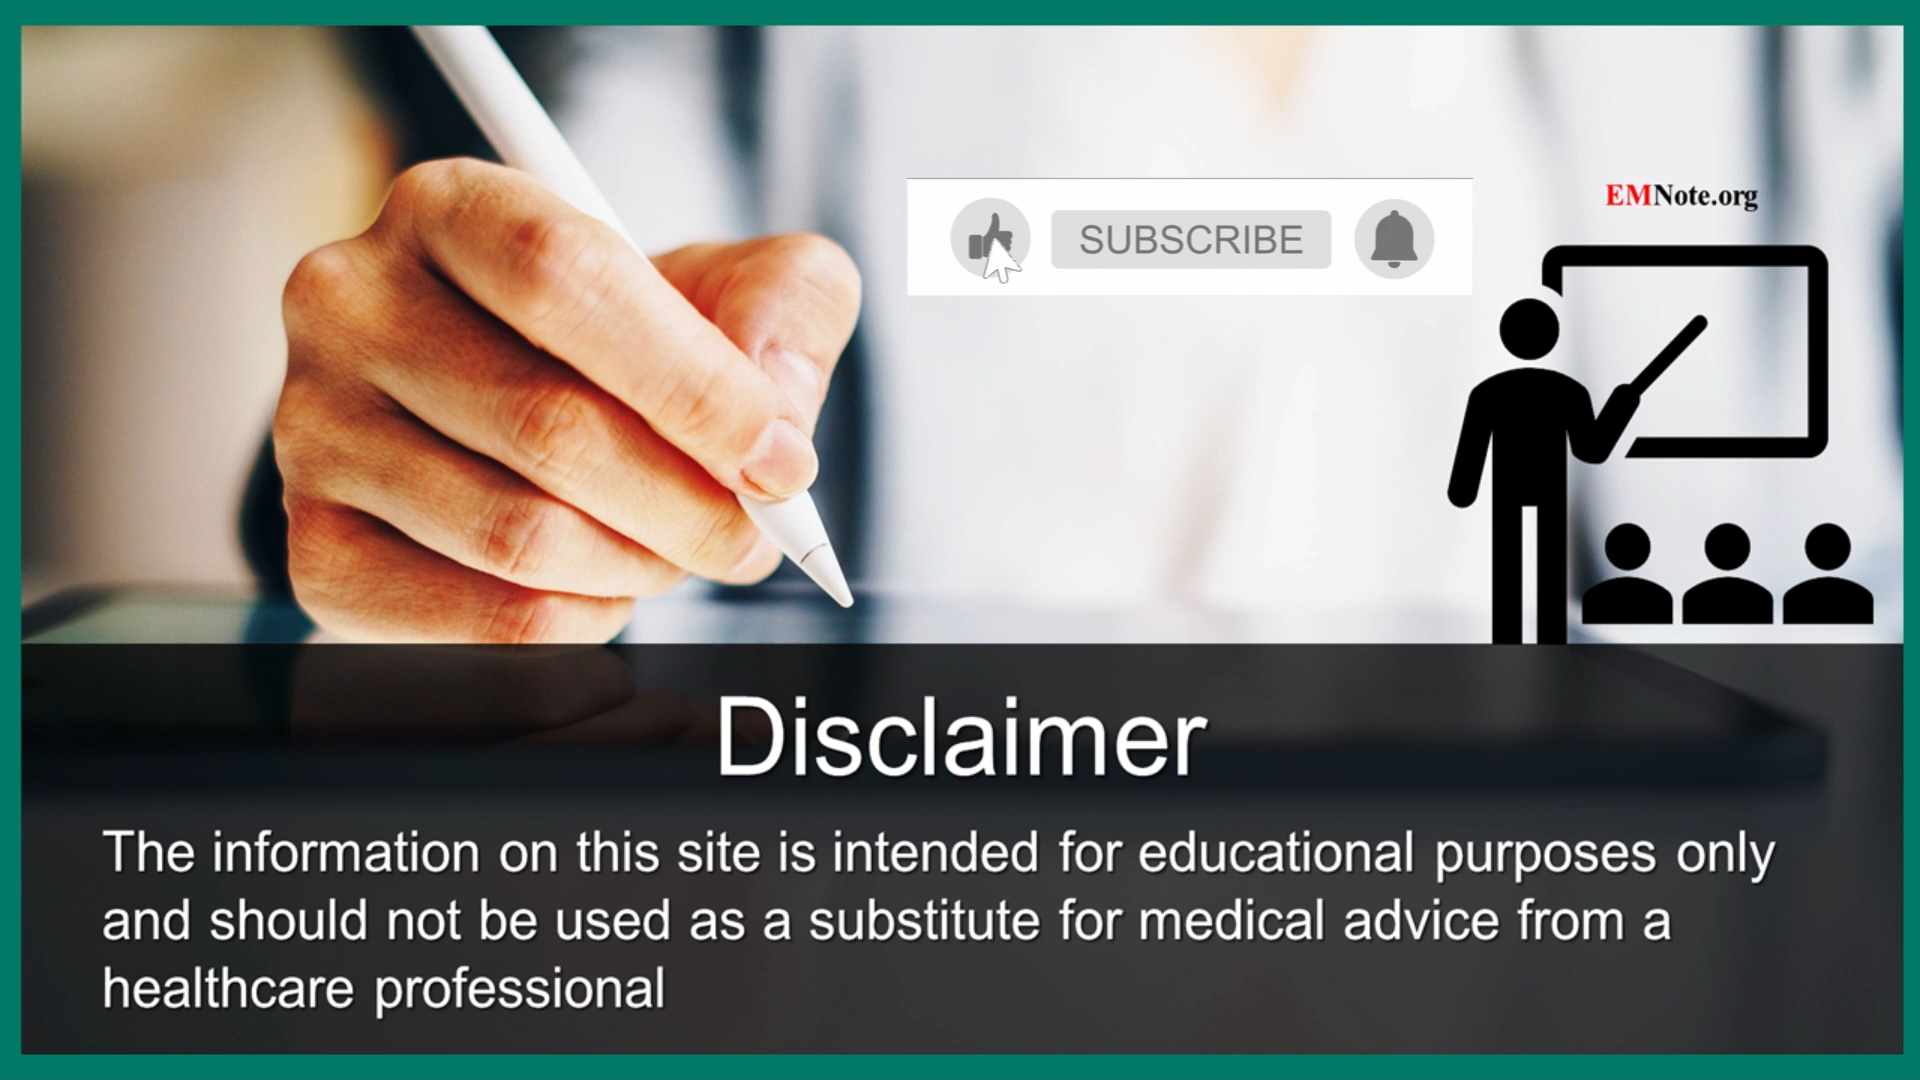 EMNote.org
SUBSCRIBE
Disclaimer
The information on this site is intended for educational purposes only
and should not be used as a substitute for medical advice from a
healthcare professional